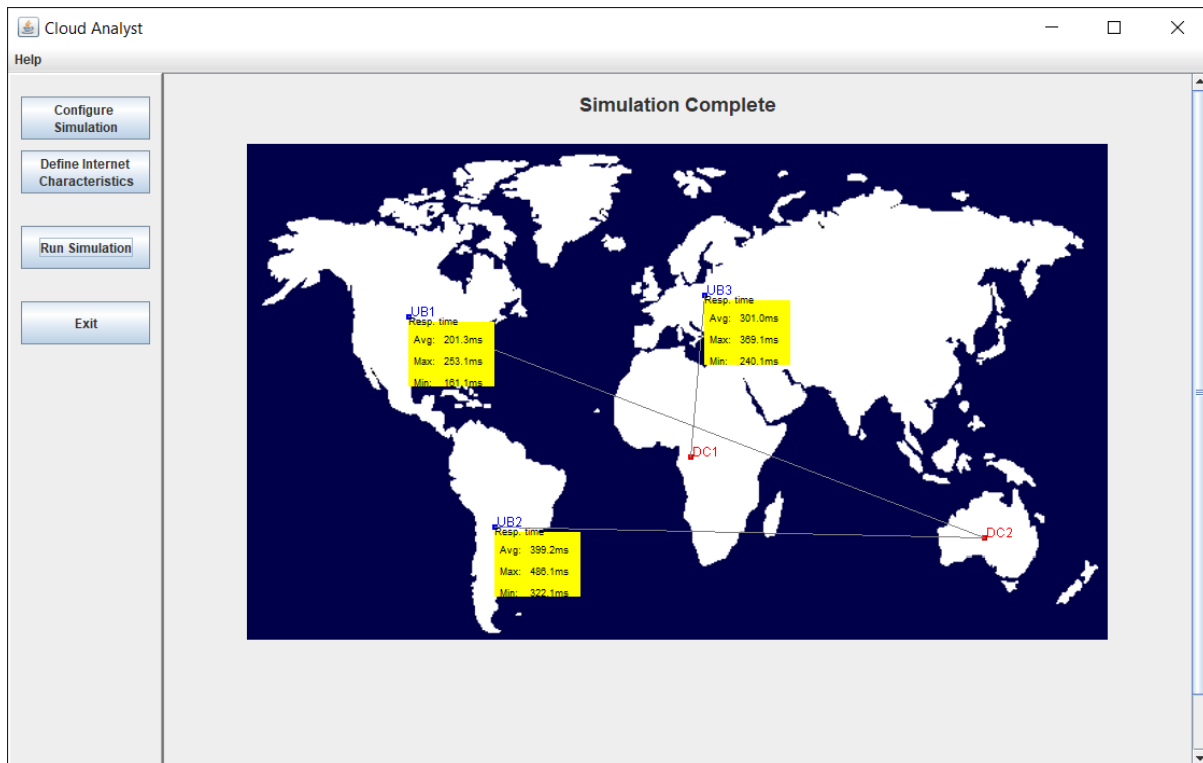 Cloud Analyst
Help
Configure
Simulation
Define Internet
Characteristics
Run Simulation
Exit
Simulation Complete
UB3
Resp. time
Avg: 301.0ms
Max: 369.1ms
Min: 240.1ms
UB1
Resp. time
Avg: 201.3ms
Max: 253.1ms
Min: 161.1ms
DC1
UB2
Resp. time
Avg: 399.2ms
Max: 486.1ms
Min: 322.1ms
DC2